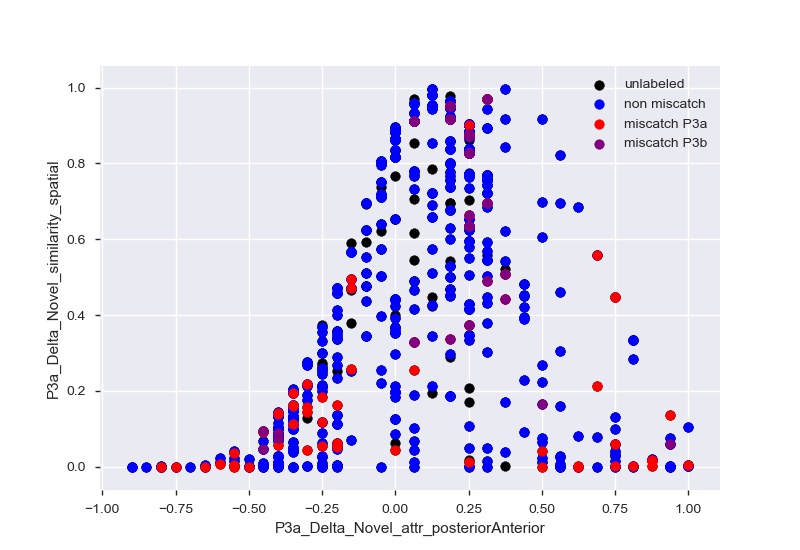 unlabeled
non miscatch
miscatch P3a
miscatch P3b
1.0
0.8
0.6
0.4
0.2
0.0
P3a_Delta_Novel_similarity_spatial
−1.00 −0.75 −0.50 −0.25 0.00 0.25 0.50 0.75 1.00
P3a_Delta_Novel_attr_posteriorAnterior